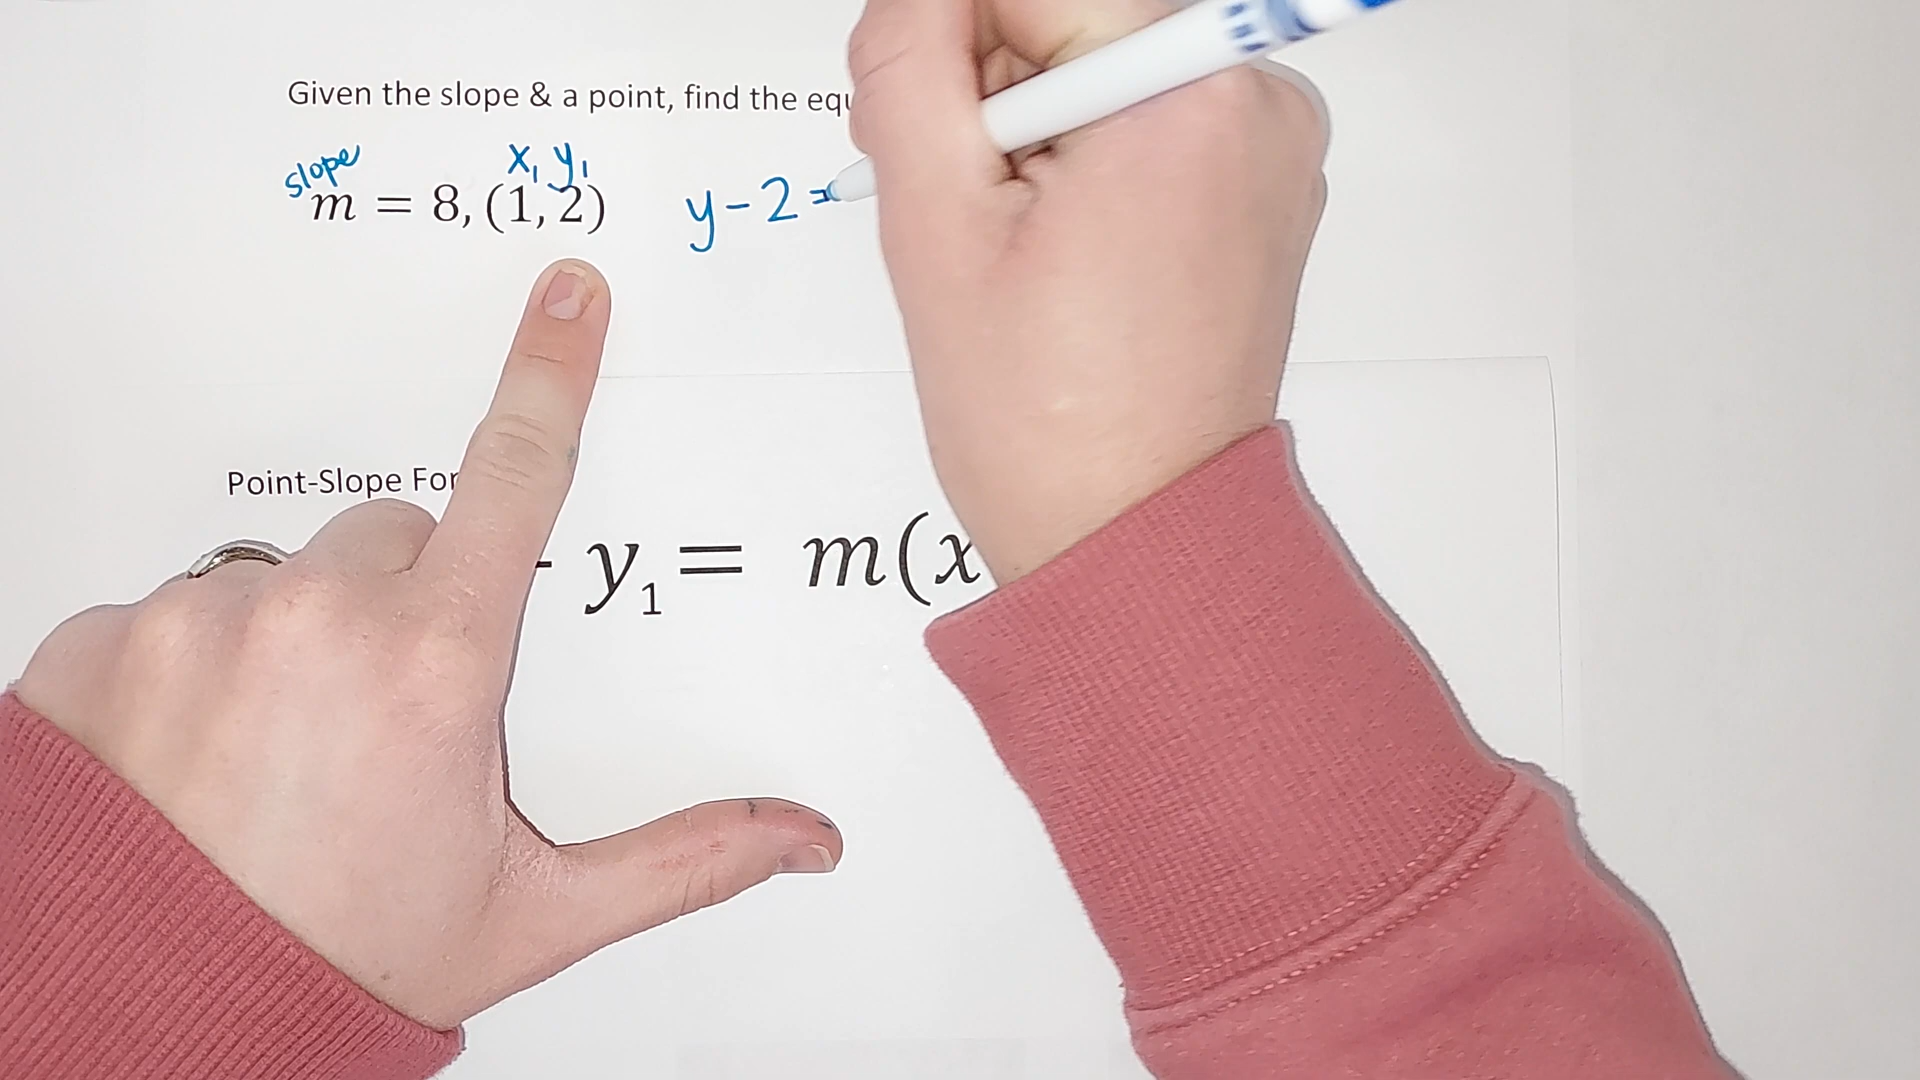 Given the slope & a point, find the equ
slope
x₁ y₁
m = 8, (1, 2) y - 2 =
Point-Slope For
- y₁ = m(x